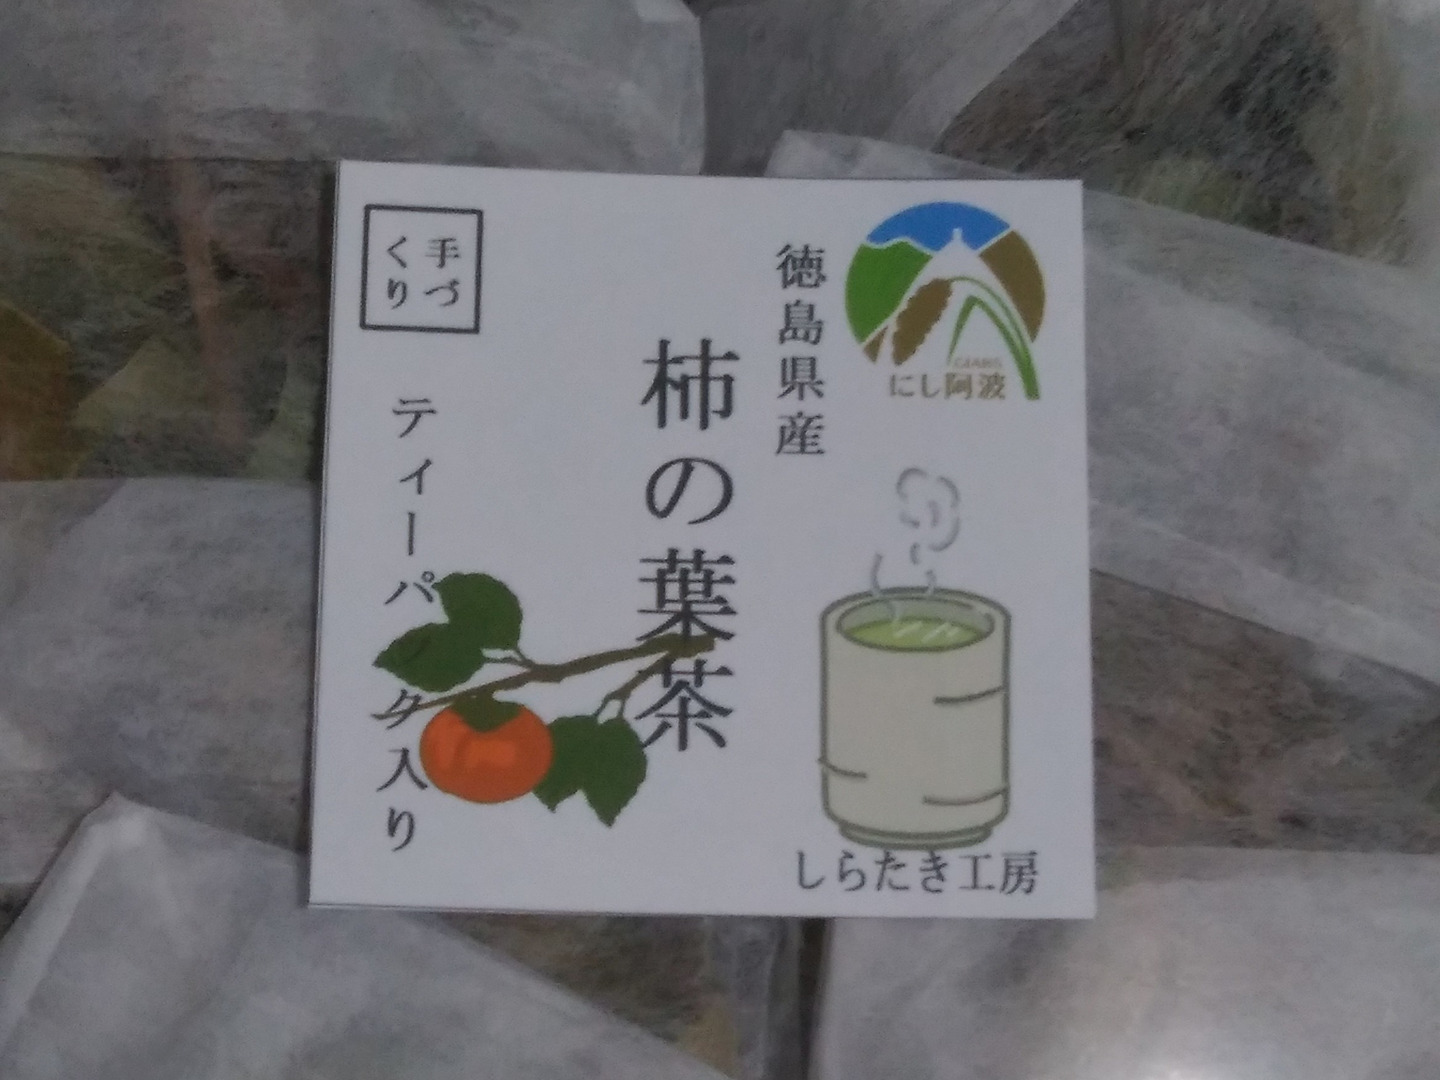 手づ
くり
GIAHS
にし阿波
徳島県産
柿の葉茶
ティーパック入り
しらたき工房